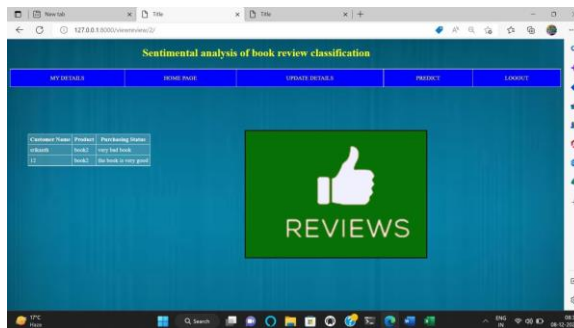 New tab
Title
Title
127.0.0.1:8000/viewreview/2/
Sentimental analysis of book review classification
MY DETAILS HOME PAGE UPDATE DETAILS PREDICT LOGOUT
Customer Name Product Purchasing Status
book2 very bad book
12 book2 the book is very good
REVIEWS
17°C
Haze
Search
ENG
IN